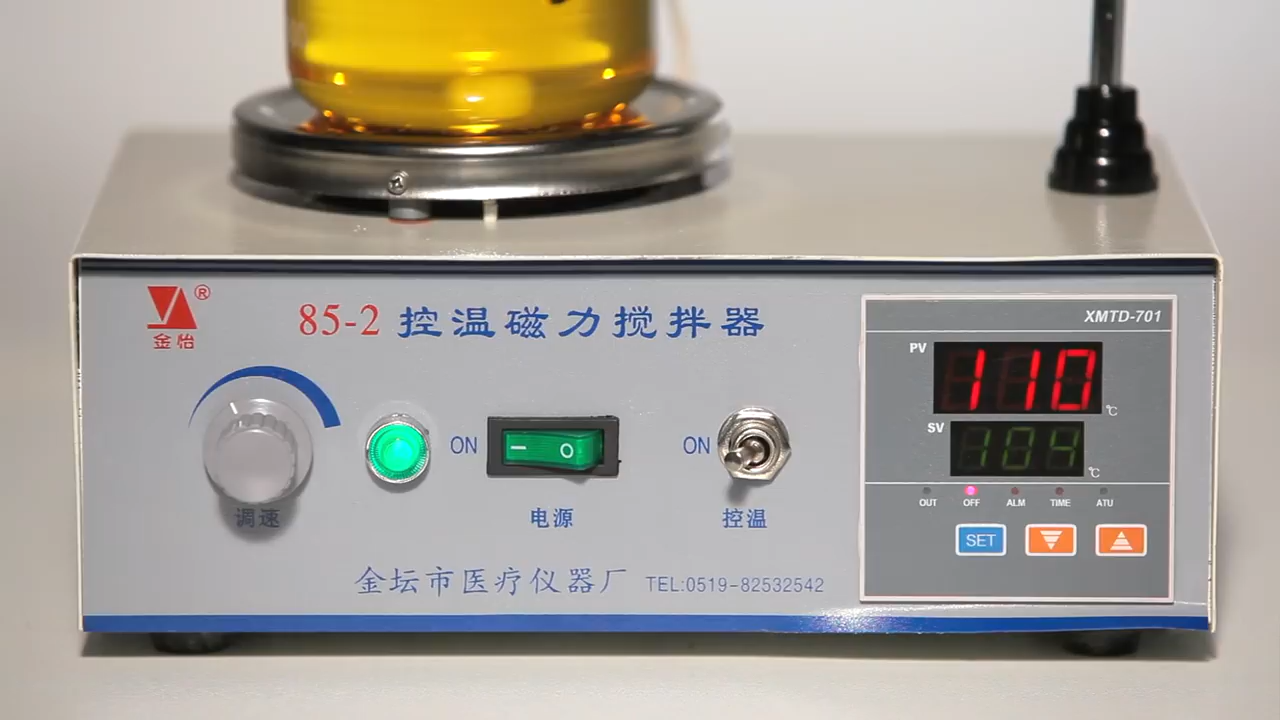 ®
金怡
85-2 控温磁力搅拌器
XMTD-701
PV 110 ℃
SV 104 ℃
OUT OFF ALM TIME ATU
SET
ON
ON
调速
电源
控温
金坛市医疗仪器厂 TEL:0519-82532542